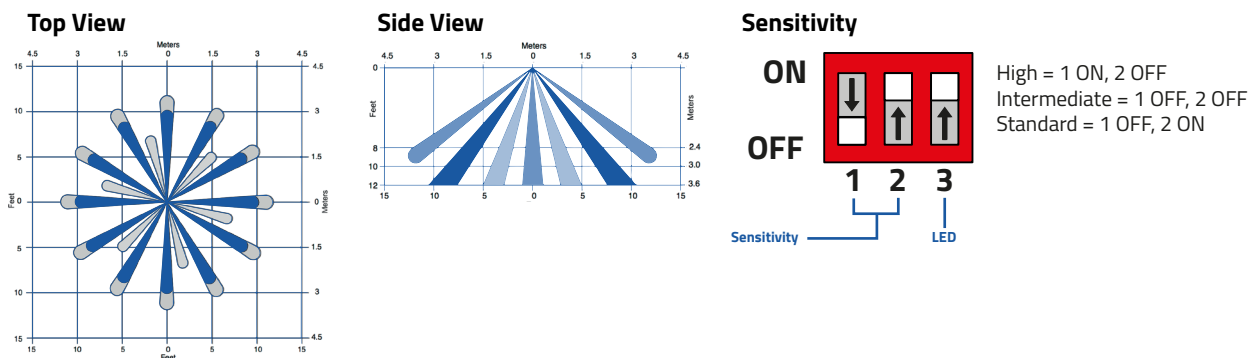 Top View
Meters
4.5 3 1.5 0 1.5 3 4.5
15 4.5
10 3
5 1.5
Feet 0 0 Meters
5 1.5
10 3
15 4.5
15 10 5 0 5 10 15
Feet
Side View
Meters
4.5 3 1.5 0 1.5 3 4.5
0
Feet Meters
8 2.4
10 3.0
12 3.6
15 10 5 0 5 10 15
Sensitivity
ON
OFF
1 2 3
Sensitivity LED
High = 1 ON, 2 OFF
Intermediate = 1 OFF, 2 OFF
Standard = 1 OFF, 2 ON